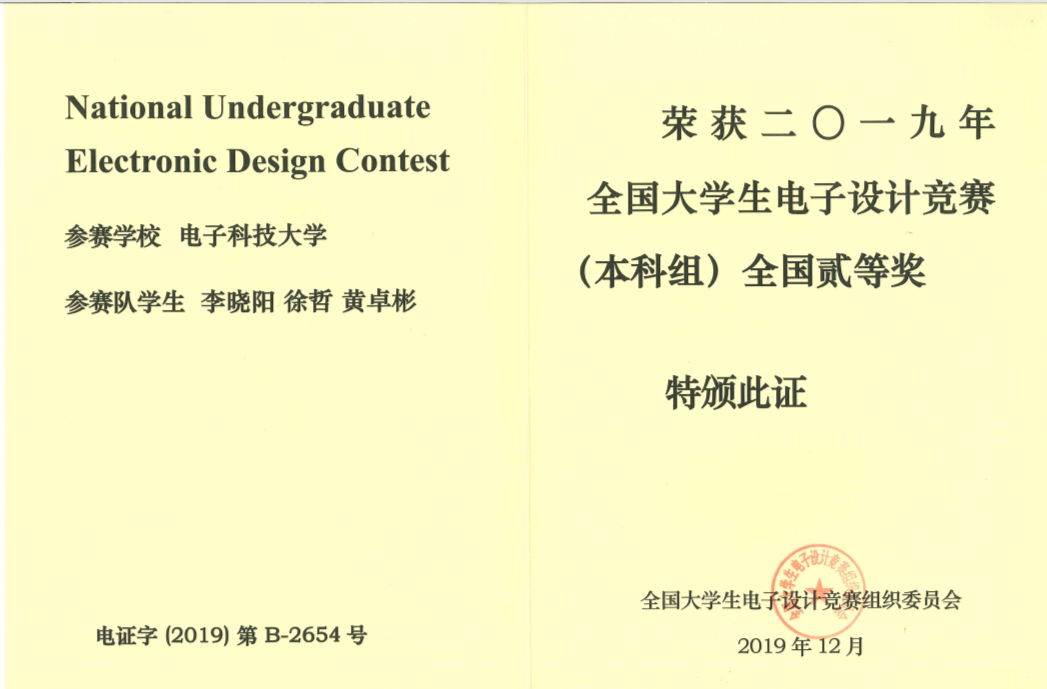 National Undergraduate
Electronic Design Contest
参赛学校 电子科技大学
参赛队学生 李晓阳 徐哲 黄卓彬
电证字 (2019) 第 B-2654 号
荣获二〇一九年
全国大学生电子设计竞赛
（本科组）全国贰等奖
特颁此证
全国大学生电子设计竞赛组织委员会
2019 年 12 月